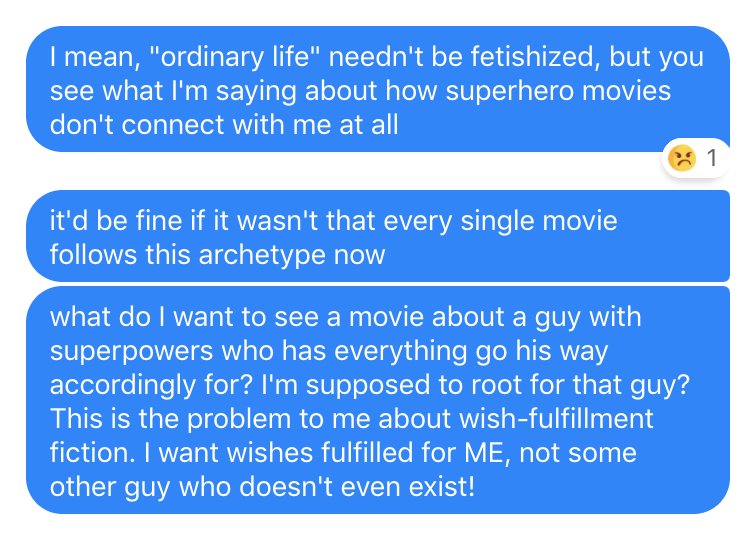 I mean, "ordinary life" needn't be fetishized, but you
see what I'm saying about how superhero movies
don't connect with me at all
😡 1
it'd be fine if it wasn't that every single movie
follows this archetype now
what do I want to see a movie about a guy with
superpowers who has everything go his way
accordingly for? I'm supposed to root for that guy?
This is the problem to me about wish-fulfillment
fiction. I want wishes fulfilled for ME, not some
other guy who doesn't even exist!